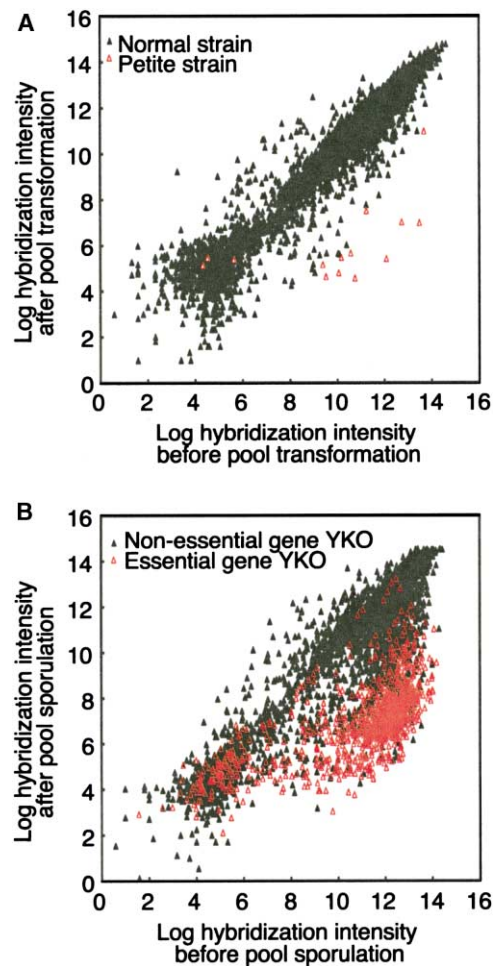 A
16
14
12
10
8
6
4
2
0
Normal strain
Petite strain
Log hybridization intensity
after pool transformation
0 2 4 6 8 10 12 14 16
Log hybridization intensity
before pool transformation
B
16
14
12
10
8
6
4
2
0
Non-essential gene YKO
Essential gene YKO
Log hybridization intensity
after pool sporulation
0 2 4 6 8 10 12 14 16
Log hybridization intensity
before pool sporulation